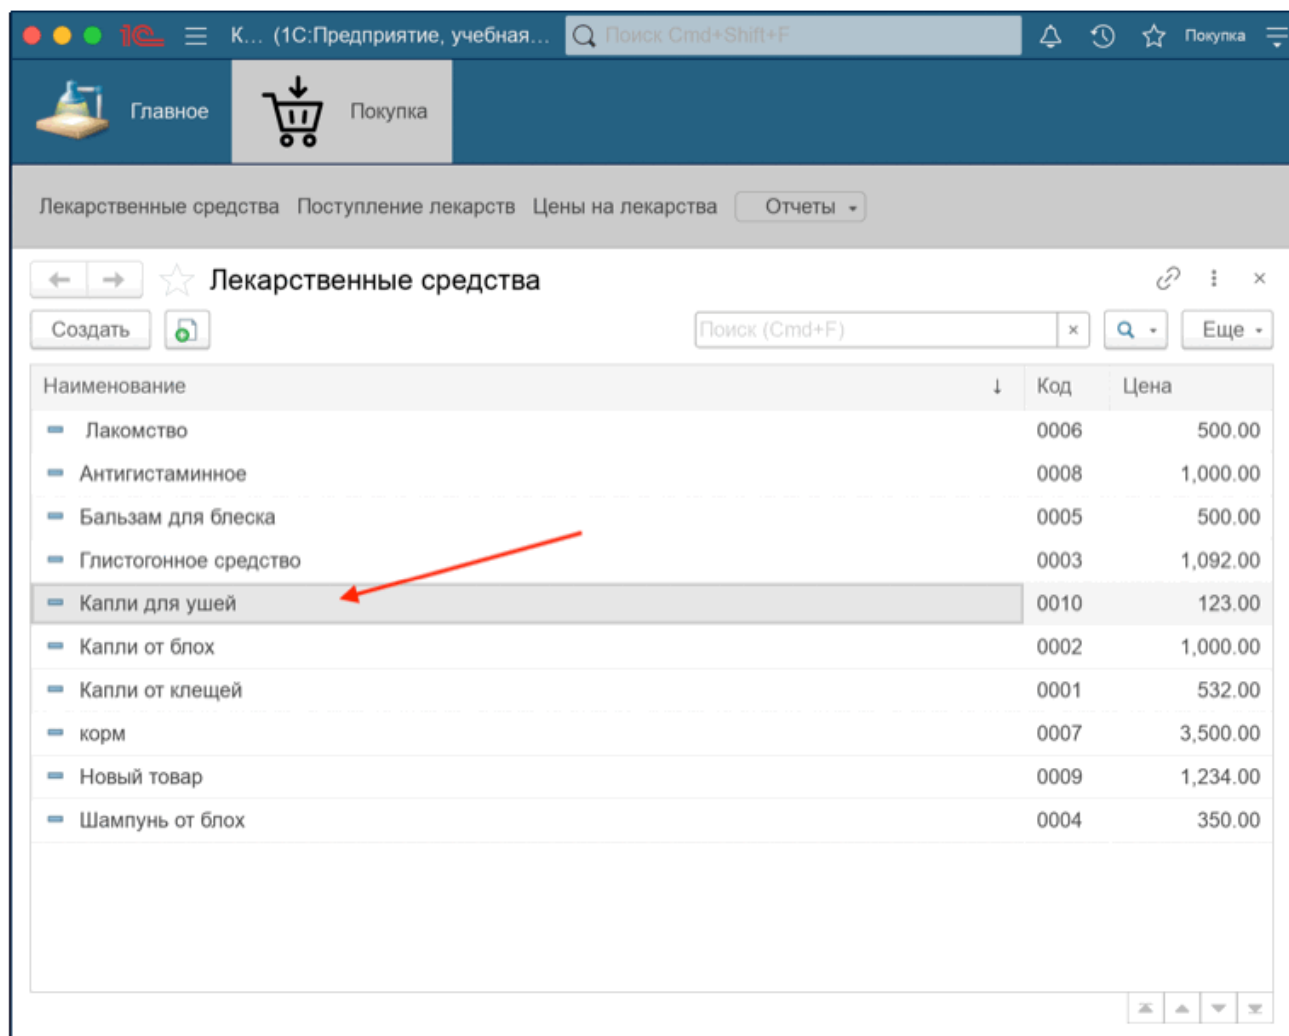 1С К... (1С:Предприятие, учебная... Поиск Cmd+Shift+F Покупка
Главное Покупка
Лекарственные средства Поступление лекарств Цены на лекарства Отчеты
Лекарственные средства
Создать Поиск (Cmd+F) × Еще
Наименование ↓ Код Цена
Лакомство 0006 500.00
Антигистаминное 0008 1,000.00
Бальзам для блеска 0005 500.00
Глистогонное средство 0003 1,092.00
Капли для ушей 0010 123.00
Капли от блох 0002 1,000.00
Капли от клещей 0001 532.00
корм 0007 3,500.00
Новый товар 0009 1,234.00
Шампунь от блох 0004 350.00